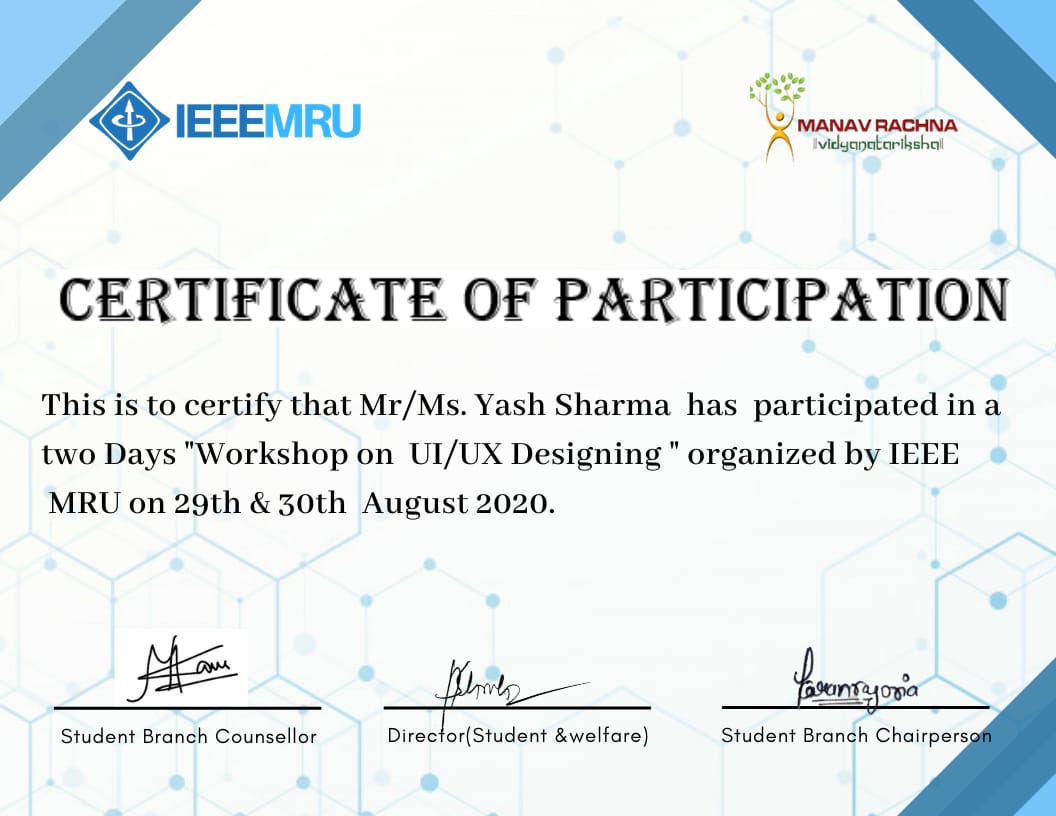 IEEEMRU
MANAV RACHNA
vidyanatariksha
CERTIFICATE OF PARTICIPATION
This is to certify that Mr/Ms. Yash Sharma has participated in a
two Days "Workshop on UI/UX Designing " organized by IEEE
MRU on 29th & 30th August 2020.
Student Branch Counsellor
Director(Student &welfare)
Student Branch Chairperson